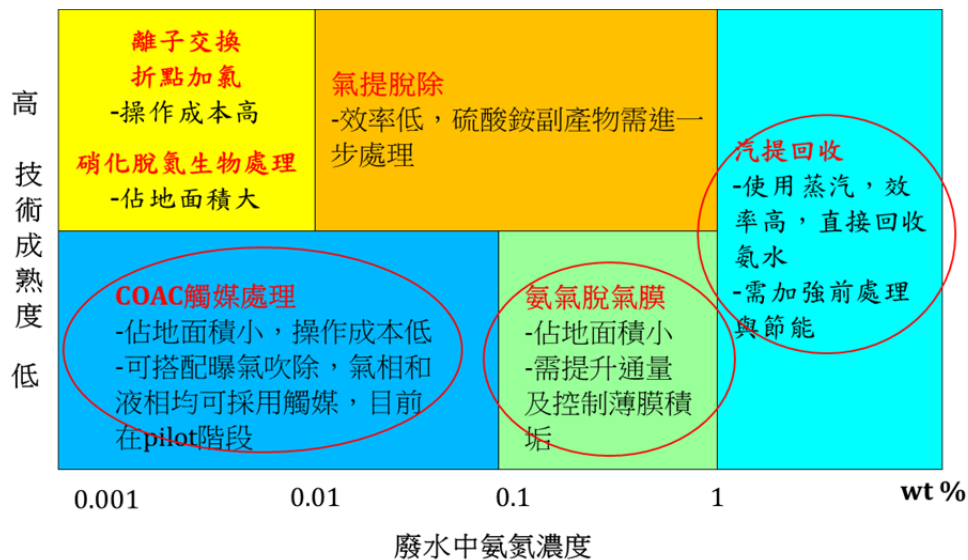 高
技
術
成
熟
度
低
離子交換
折點加氯
-操作成本高
硝化脫氮生物處理
-佔地面積大
氣提脫除
-效率低，硫酸銨副產物需進一
步處理
汽提回收
-使用蒸汽，效
率高，直接回收
氨水
-需加強前處理
與節能
COAC觸媒處理
-佔地面積小，操作成本低
-可搭配曝氣吹除，氣相和
液相均可採用觸媒，目前
在pilot階段
氨氣脫氣膜
-佔地面積小
-需提升通量
及控制薄膜積
垢
0.001
0.01
0.1
1
wt %
廢水中氨氮濃度